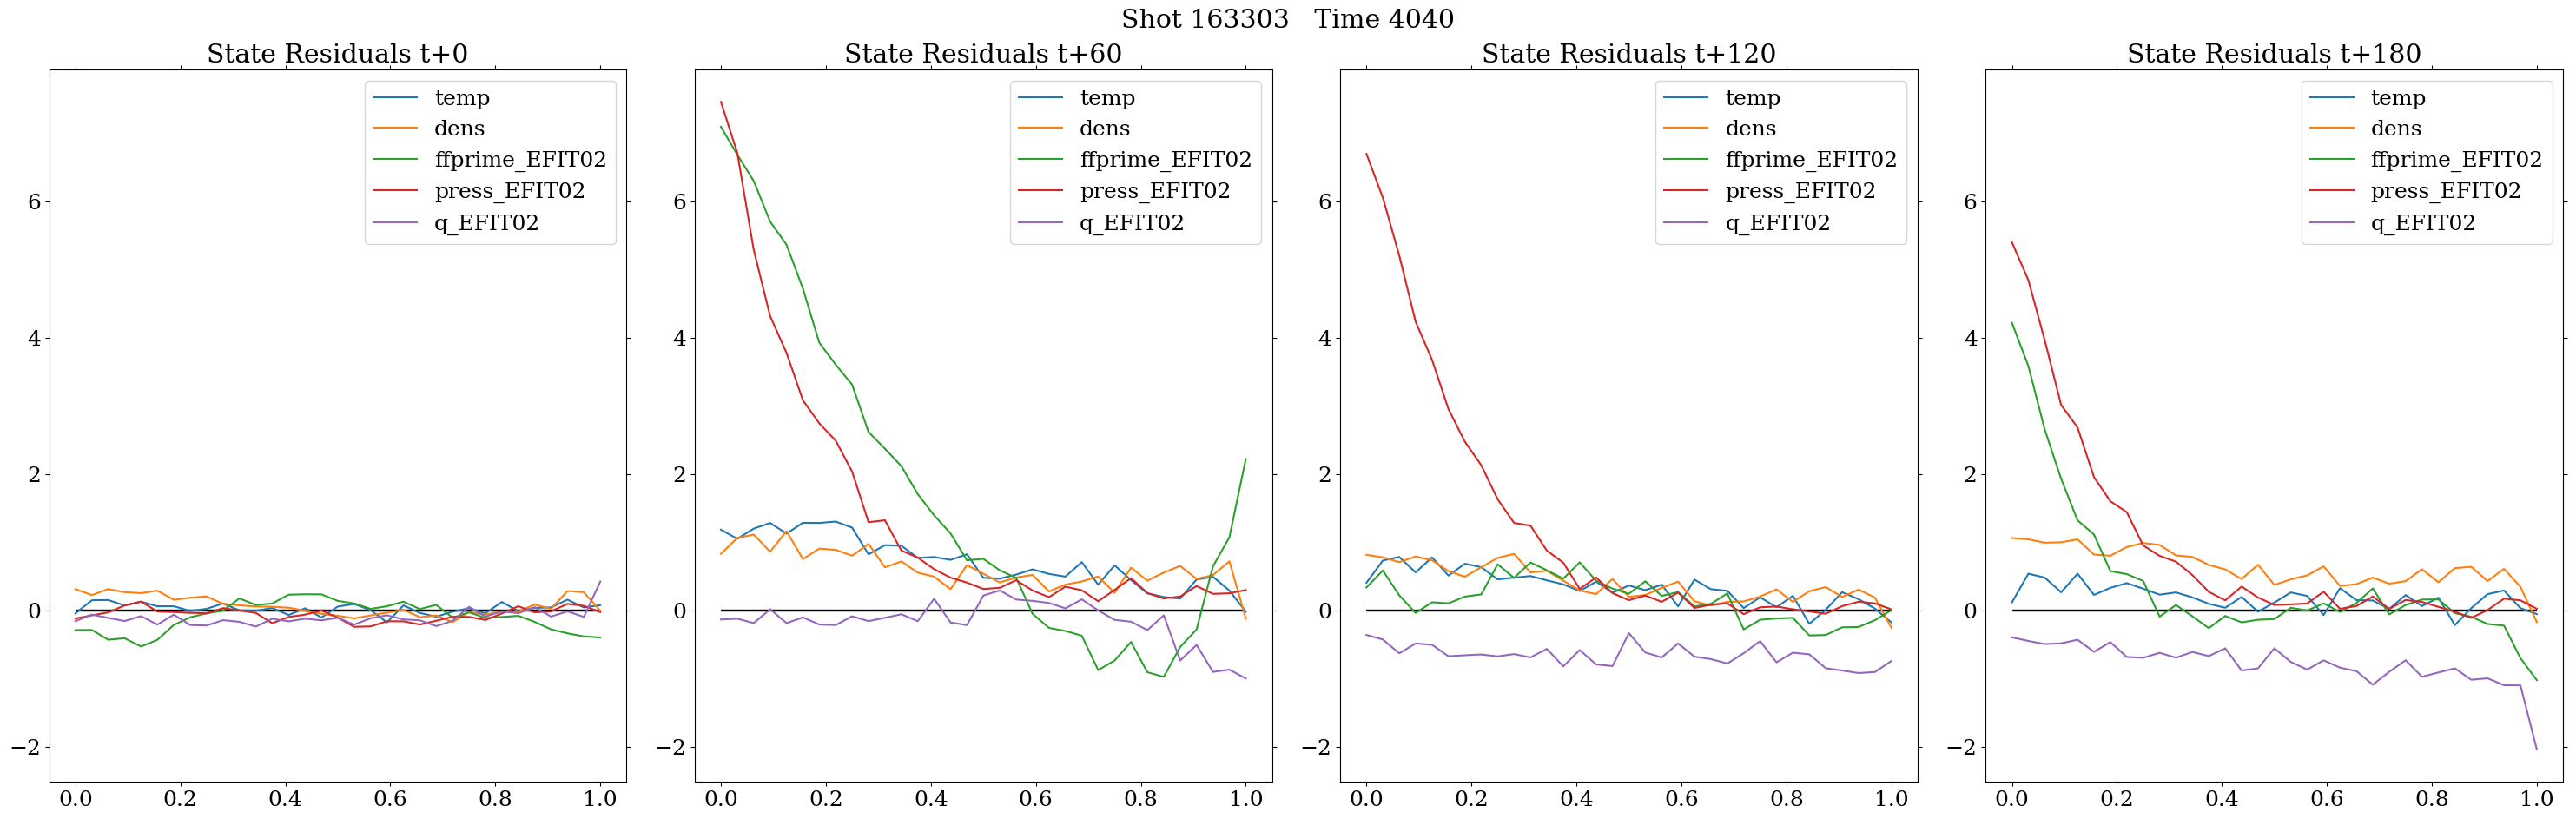 Shot 163303   Time 4040
State Residuals t+0
temp
dens
ffprime_EFIT02
press_EFIT02
q_EFIT02
6
4
2
0
−2
0.0 0.2 0.4 0.6 0.8 1.0
State Residuals t+60
temp
dens
ffprime_EFIT02
press_EFIT02
q_EFIT02
6
4
2
0
−2
0.0 0.2 0.4 0.6 0.8 1.0
State Residuals t+120
temp
dens
ffprime_EFIT02
press_EFIT02
q_EFIT02
6
4
2
0
−2
0.0 0.2 0.4 0.6 0.8 1.0
State Residuals t+180
temp
dens
ffprime_EFIT02
press_EFIT02
q_EFIT02
6
4
2
0
−2
0.0 0.2 0.4 0.6 0.8 1.0